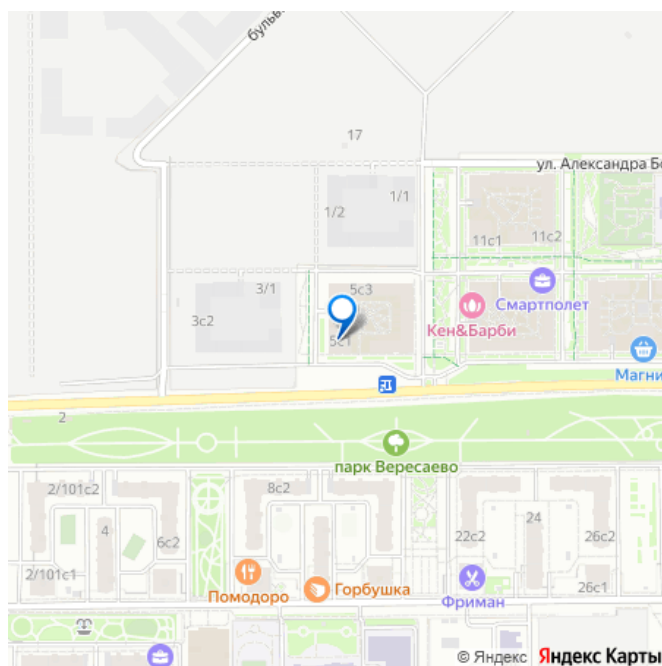 бульв
17
ул. Александра Бо
1/1
1/2
11с1
11с2
3/1
5с3
Смартполет
3с2
Кен&Барби
5с1
Магни
2
парк Вересаево
2/101с2
8с2
4
6с2
22с2
24
26с2
2/101с1
26с1
Помодоро
Горбушка
Фриман
© Яндекс Яндекс Карты